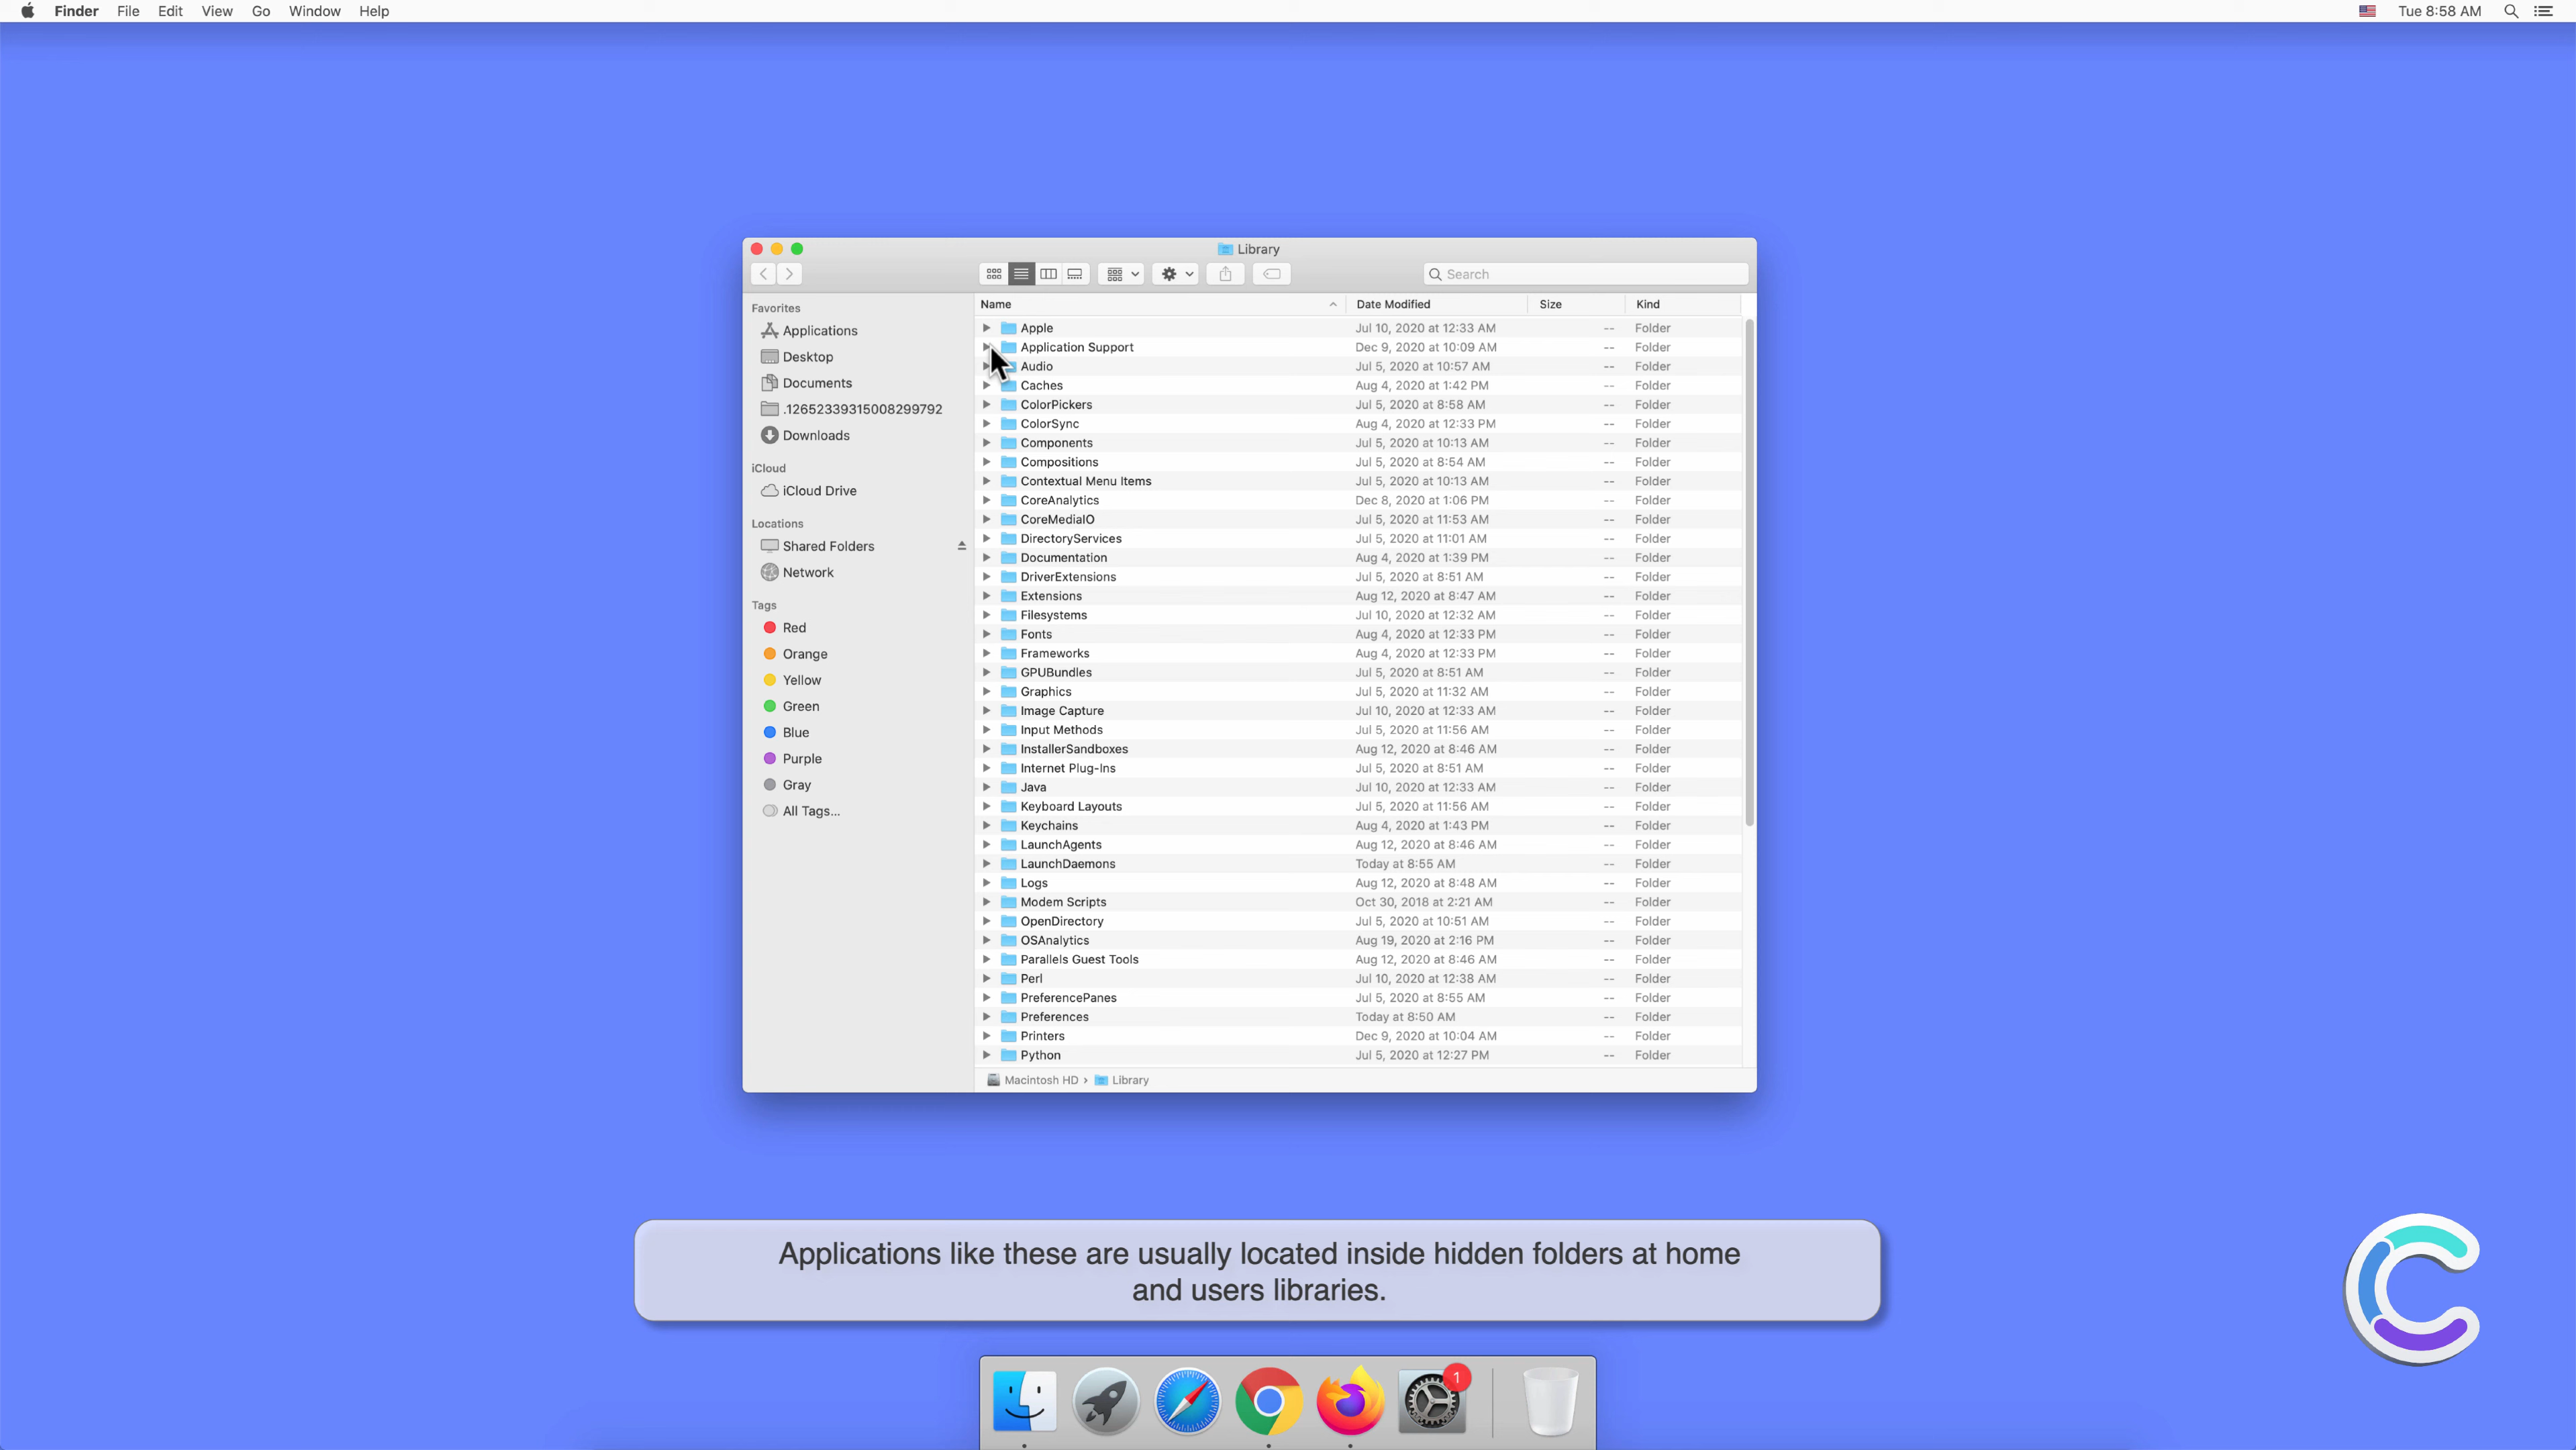 Finder File Edit View Go Window Help Tue 8:58 AM
Library
Search
Favorites
Applications
Desktop
Documents
.12652339315008299792
Downloads
iCloud
iCloud Drive
Locations
Shared Folders
Network
Tags
Red
Orange
Yellow
Green
Blue
Purple
Gray
All Tags...
Name Date Modified Size Kind
Apple Jul 10, 2020 at 12:33 AM -- Folder
Application Support Dec 9, 2020 at 10:09 AM -- Folder
Audio Jul 5, 2020 at 10:57 AM -- Folder
Caches Aug 4, 2020 at 1:42 PM -- Folder
ColorPickers Jul 5, 2020 at 8:58 AM -- Folder
ColorSync Aug 4, 2020 at 12:33 PM -- Folder
Components Jul 5, 2020 at 10:13 AM -- Folder
Compositions Jul 5, 2020 at 8:54 AM -- Folder
Contextual Menu Items Jul 5, 2020 at 10:13 AM -- Folder
CoreAnalytics Dec 8, 2020 at 1:06 PM -- Folder
CoreMediaIO Jul 5, 2020 at 11:53 AM -- Folder
DirectoryServices Jul 5, 2020 at 11:01 AM -- Folder
Documentation Aug 4, 2020 at 1:39 PM -- Folder
DriverExtensions Jul 5, 2020 at 8:51 AM -- Folder
Extensions Aug 12, 2020 at 8:47 AM -- Folder
Filesystems Jul 10, 2020 at 12:32 AM -- Folder
Fonts Aug 4, 2020 at 12:33 PM -- Folder
Frameworks Aug 4, 2020 at 12:33 PM -- Folder
GPUBundles Jul 5, 2020 at 8:51 AM -- Folder
Graphics Jul 5, 2020 at 11:32 AM -- Folder
Image Capture Jul 10, 2020 at 12:33 AM -- Folder
Input Methods Jul 5, 2020 at 11:56 AM -- Folder
InstallerSandboxes Aug 12, 2020 at 8:46 AM -- Folder
Internet Plug-Ins Jul 5, 2020 at 8:51 AM -- Folder
Java Jul 10, 2020 at 12:33 AM -- Folder
Keyboard Layouts Jul 5, 2020 at 11:56 AM -- Folder
Keychains Aug 4, 2020 at 1:43 PM -- Folder
LaunchAgents Aug 12, 2020 at 8:46 AM -- Folder
LaunchDaemons Today at 8:55 AM -- Folder
Logs Aug 12, 2020 at 8:48 AM -- Folder
Modem Scripts Oct 30, 2018 at 2:21 AM -- Folder
OpenDirectory Jul 5, 2020 at 10:51 AM -- Folder
OSAnalytics Aug 19, 2020 at 2:16 PM -- Folder
Parallels Guest Tools Aug 12, 2020 at 8:46 AM -- Folder
Perl Jul 10, 2020 at 12:38 AM -- Folder
PreferencePanes Jul 5, 2020 at 8:55 AM -- Folder
Preferences Today at 8:50 AM -- Folder
Printers Dec 9, 2020 at 10:04 AM -- Folder
Python Jul 5, 2020 at 12:27 PM -- Folder
Macintosh HD › Library
Applications like these are usually located inside hidden folders at home
and users libraries.
1